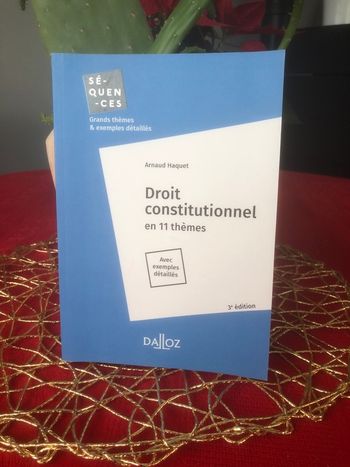 SÉ-
QUEN
-CES
Grands thèmes
& exemples détaillés
Arnaud Haquet
Droit
constitutionnel
en 11 thèmes
Avec
exemples
détaillés
3e édition
DALLOZ